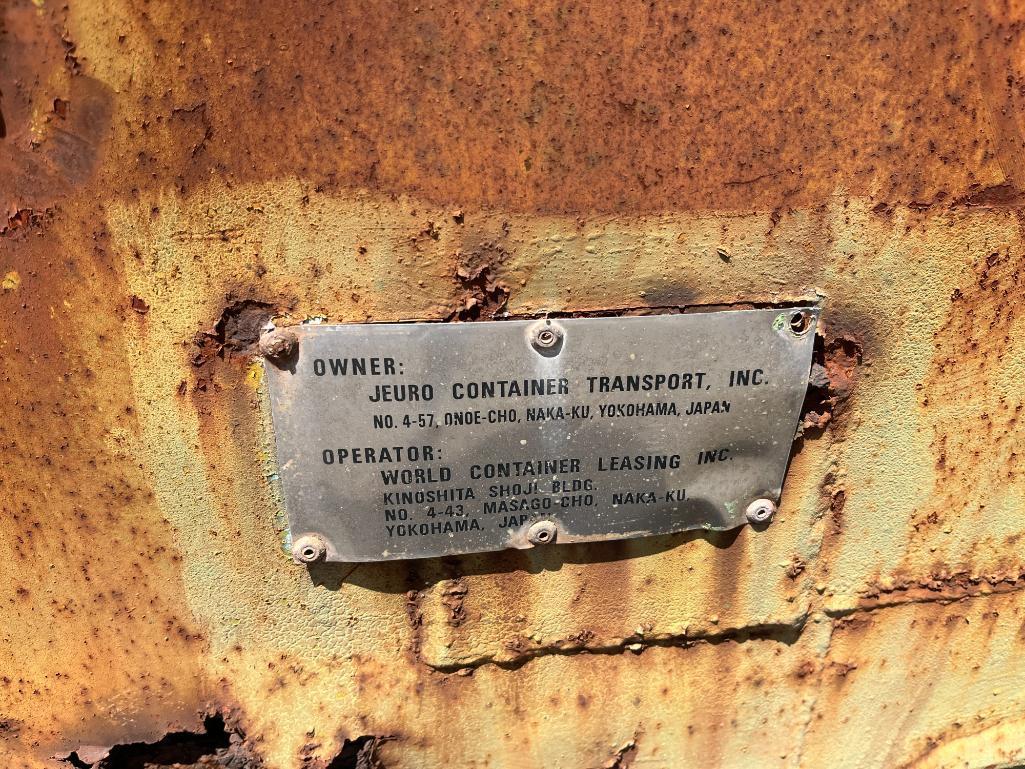 OWNER:
JEURO CONTAINER TRANSPORT, INC.
NO. 4-57, ONOE-CHO, NAKA-KU, YOKOHAMA, JAPAN
OPERATOR:
WORLD CONTAINER LEASING INC.
KINOSHITA SHOJI BLDG.
NO. 4-43, MASAGO-CHO, NAKA-KU,
YOKOHAMA, JAPAN